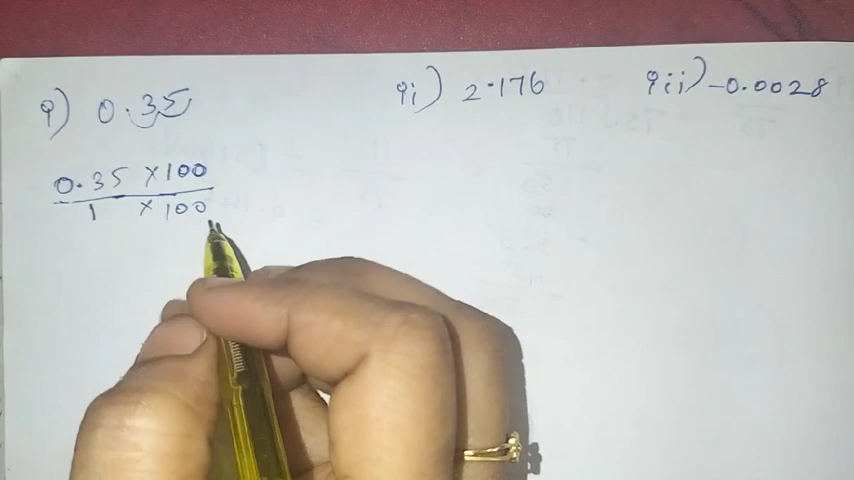 i) 0.35 ii) 2.176 iii) -0.0028
0.35 × 100
1 × 100